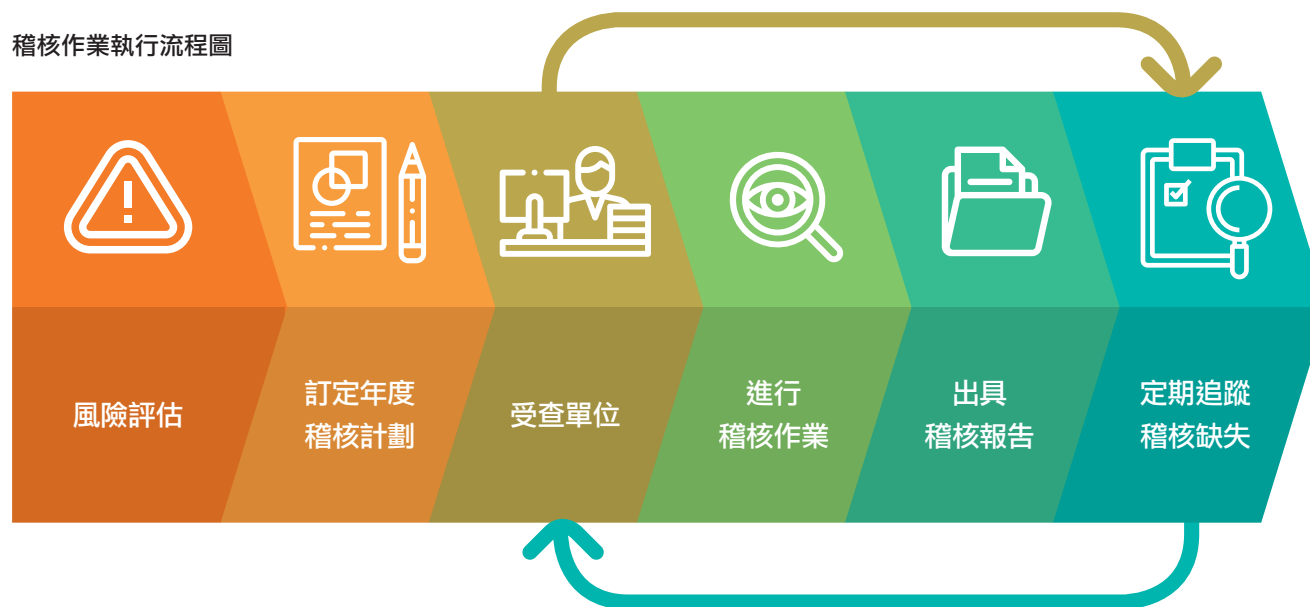 稽核作業執行流程圖
風險評估
訂定年度
稽核計劃
受查單位
進行
稽核作業
出具
稽核報告
定期追蹤
稽核缺失